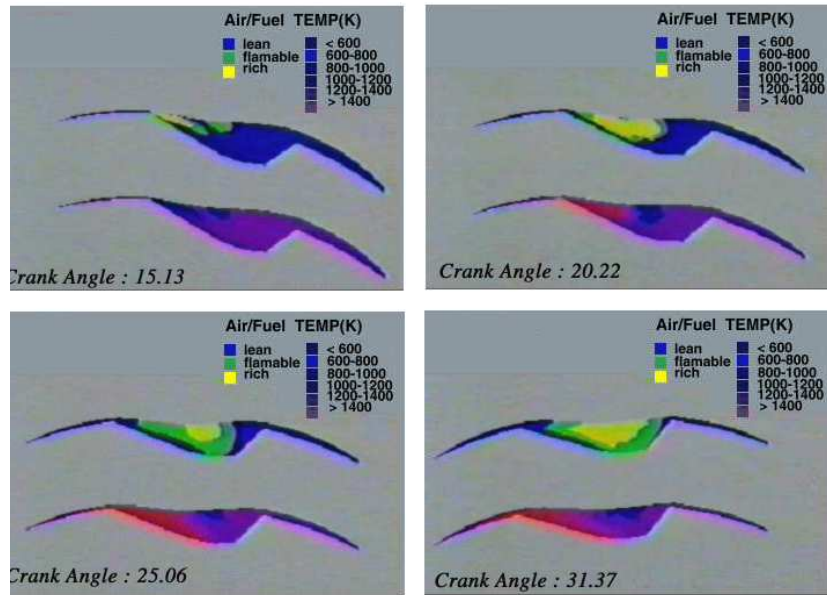 Air/Fuel TEMP(K)
lean
flamable
rich
< 600
600-800
800-1000
1000-1200
1200-1400
> 1400
Crank Angle : 15.13
Air/Fuel TEMP(K)
lean
flamable
rich
< 600
600-800
800-1000
1000-1200
1200-1400
> 1400
Crank Angle : 20.22
Air/Fuel TEMP(K)
lean
flamable
rich
< 600
600-800
800-1000
1000-1200
1200-1400
> 1400
Crank Angle : 25.06
Air/Fuel TEMP(K)
lean
flamable
rich
< 600
600-800
800-1000
1000-1200
1200-1400
> 1400
Crank Angle : 31.37